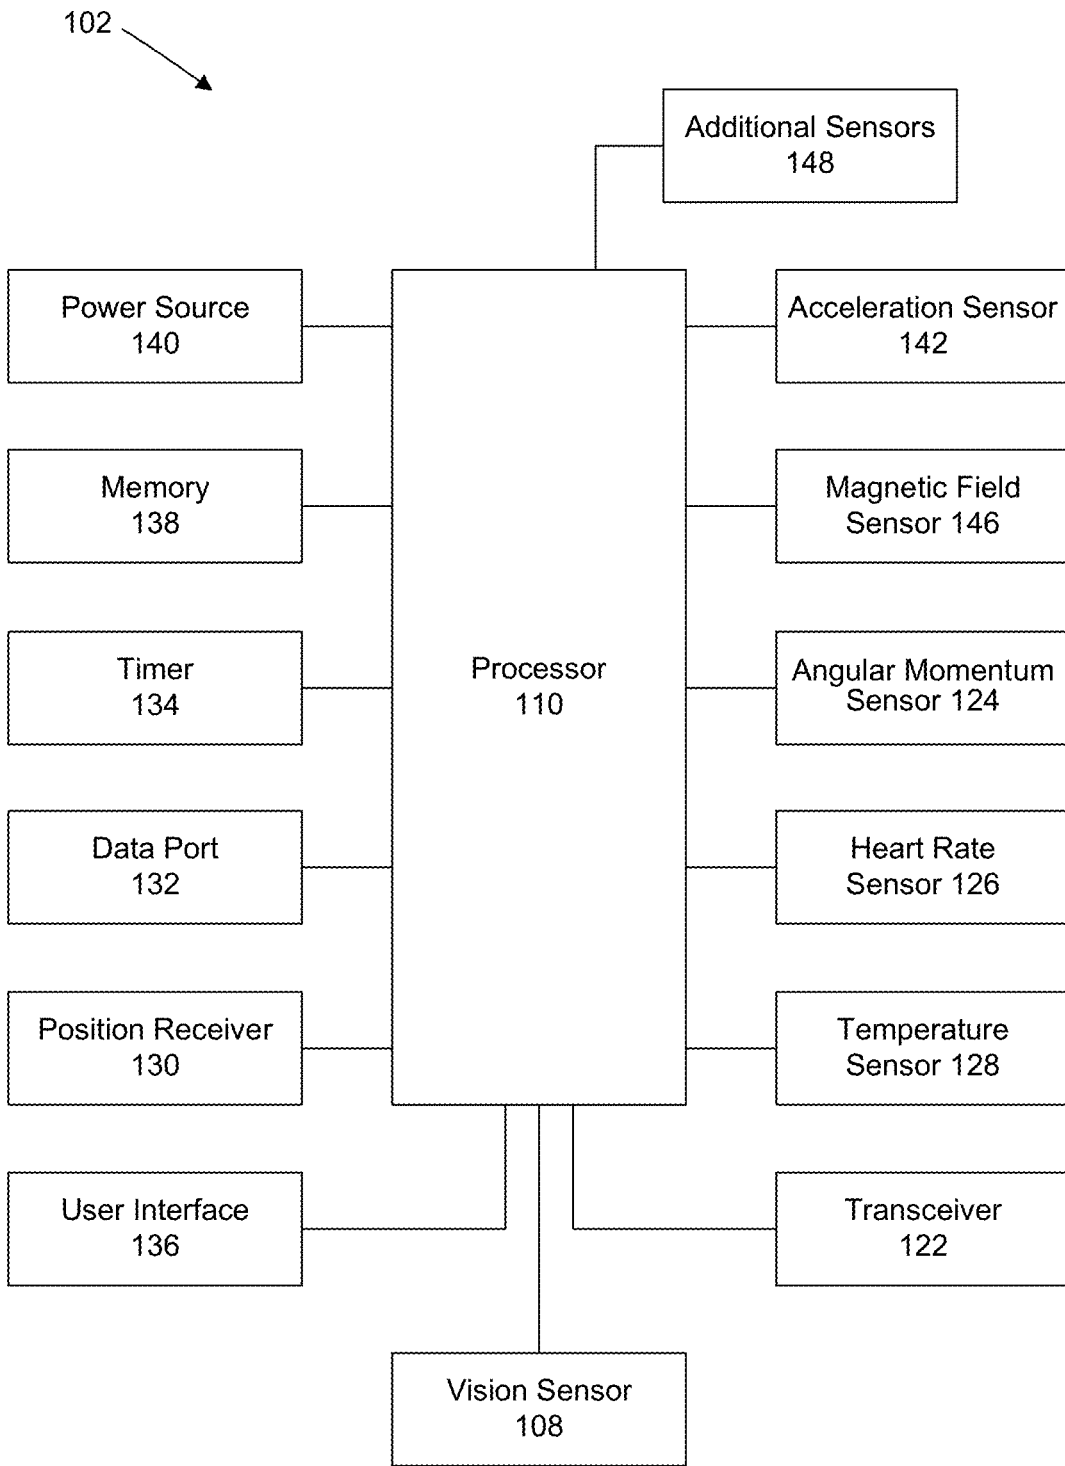 102
Additional Sensors
148
Power Source
140
Acceleration Sensor
142
Memory
138
Magnetic Field
Sensor 146
Timer
134
Processor
110
Angular Momentum
Sensor 124
Data Port
132
Heart Rate
Sensor 126
Position Receiver
130
Temperature
Sensor 128
User Interface
136
Transceiver
122
Vision Sensor
108